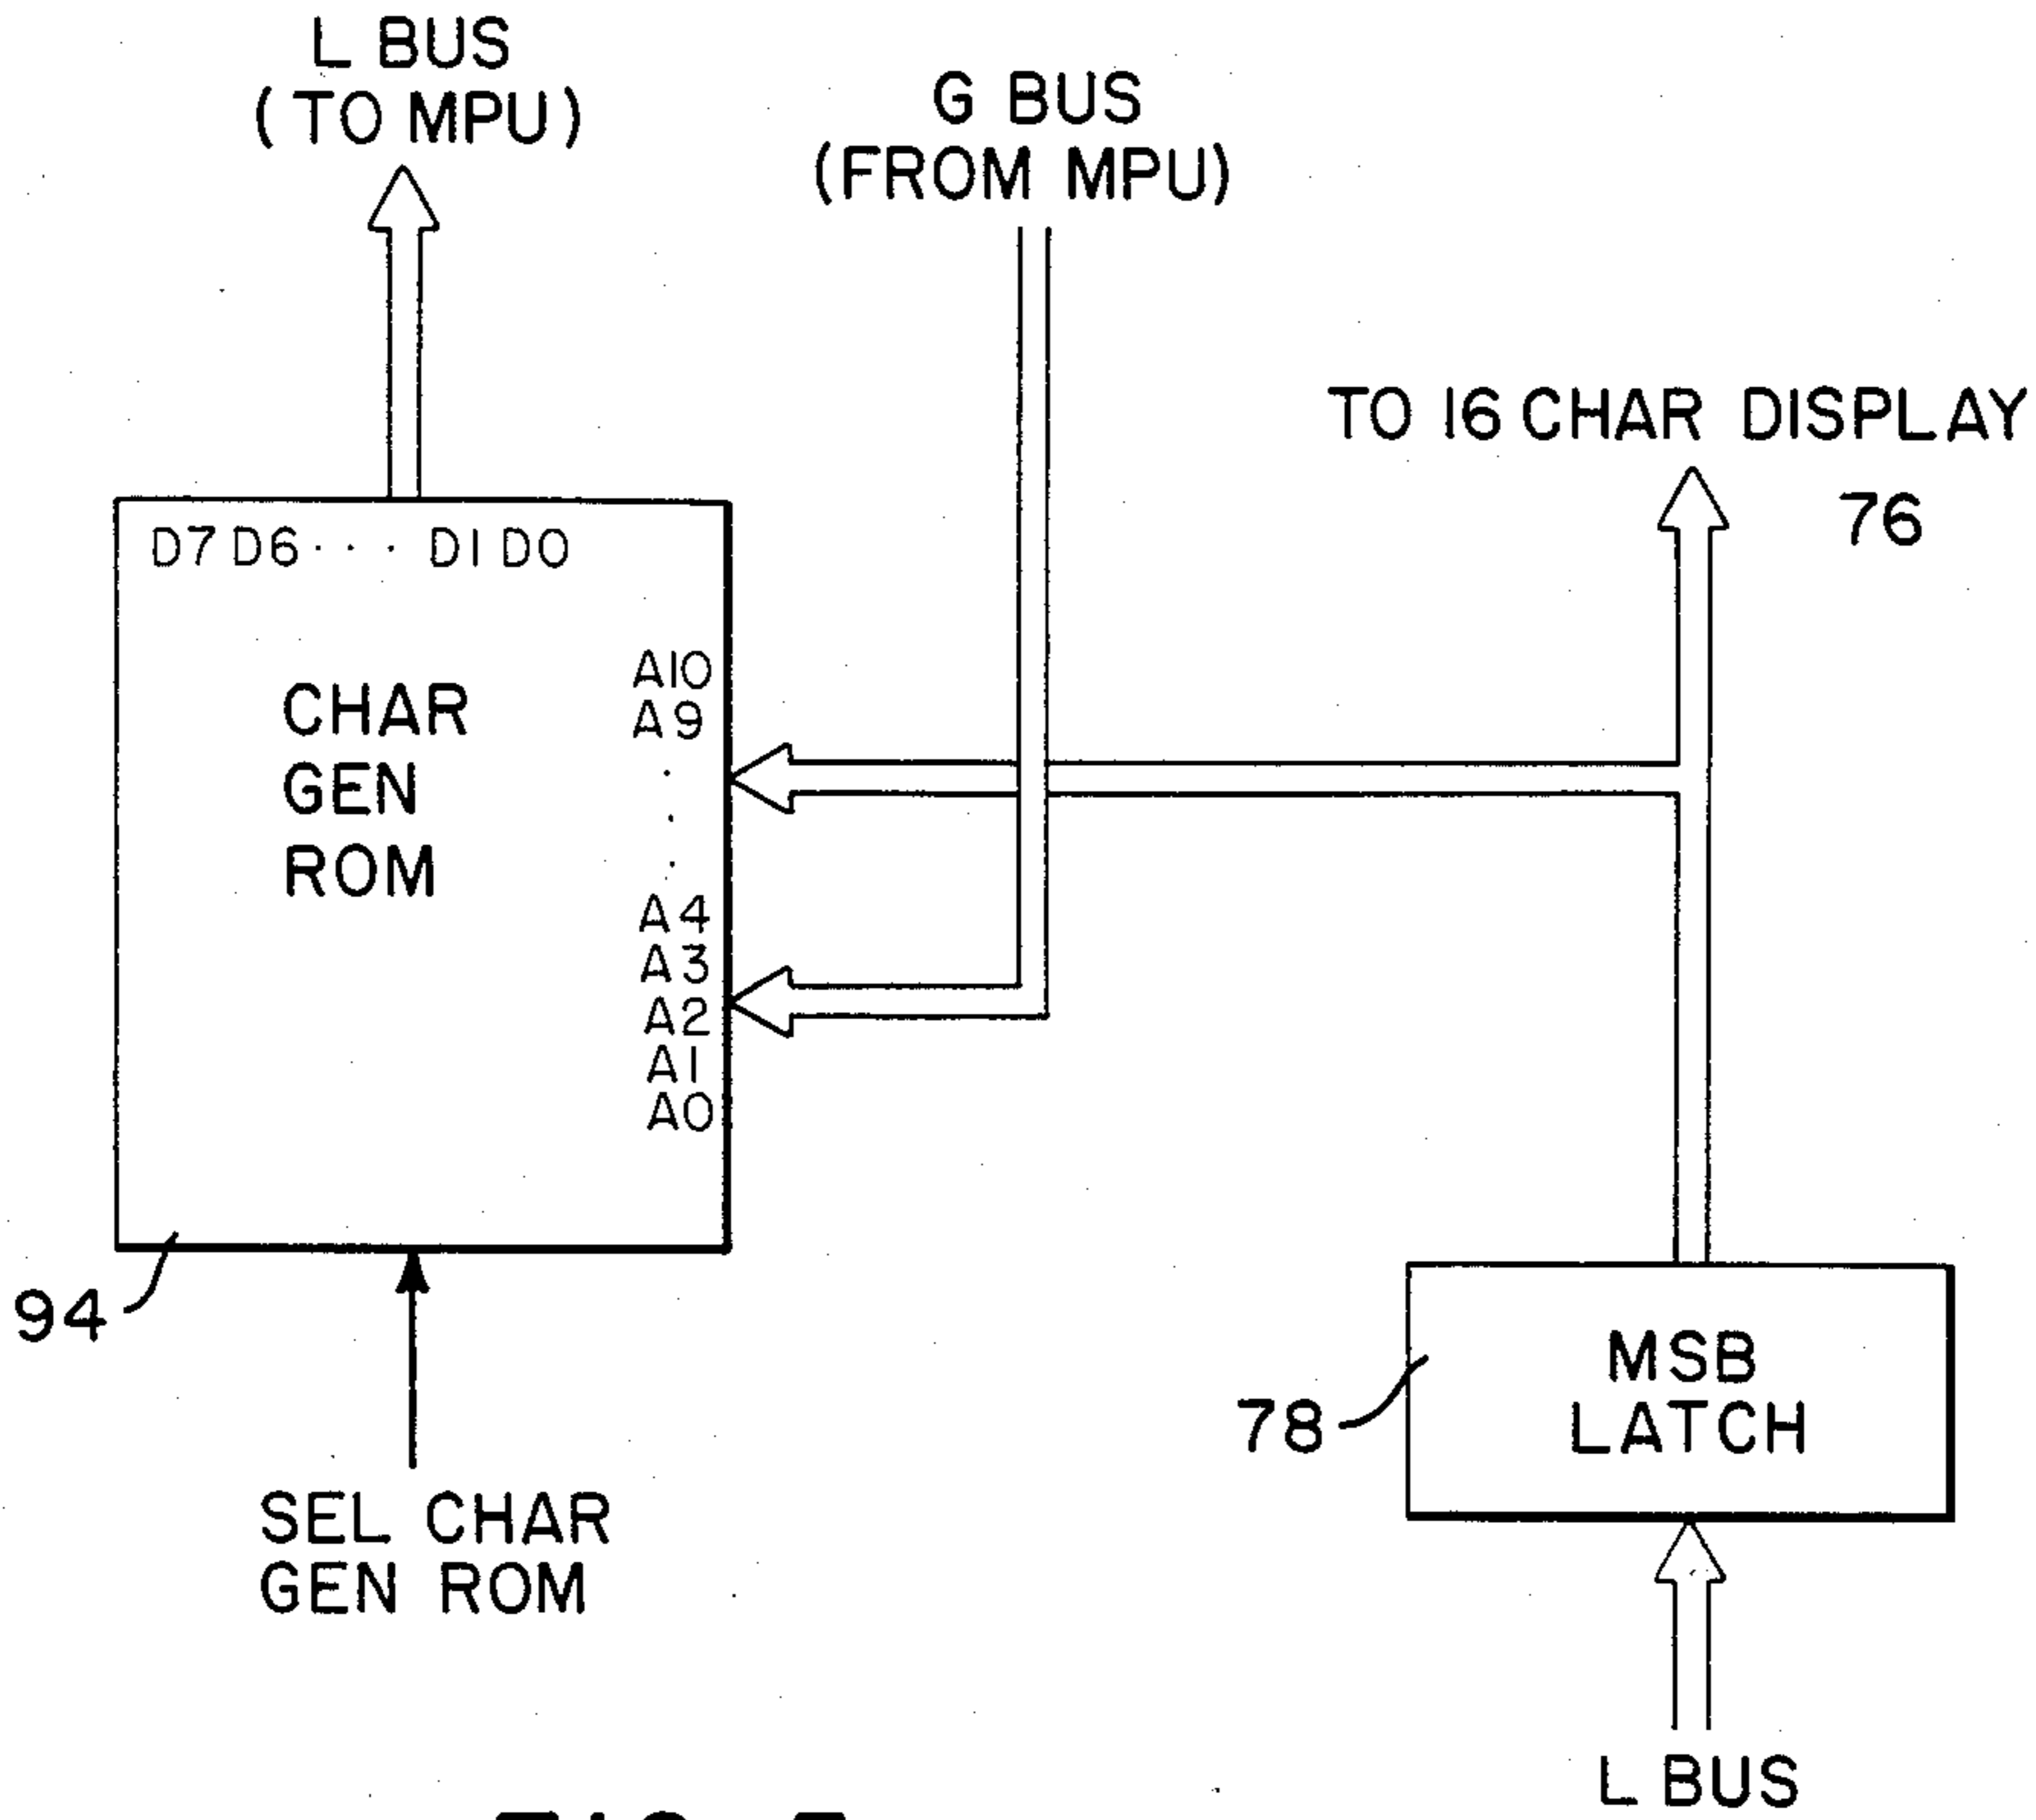 L BUS
(TO MPU)
G BUS
(FROM MPU)
TO 16 CHAR DISPLAY
76
D7 D6 · · · D1 D0
A10
A9
CHAR
GEN
ROM
A4
A3
A2
A1
A0
94
SEL CHAR
GEN ROM
MSB
LATCH
78
L BUS